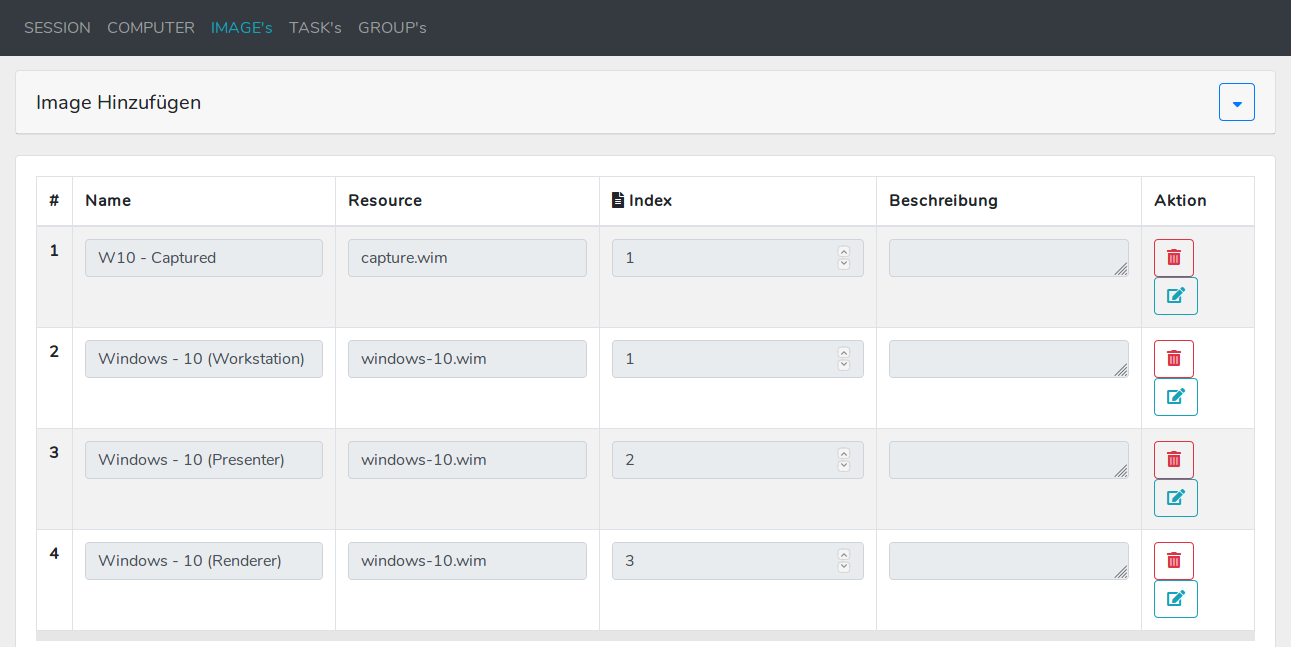 SESSION COMPUTER IMAGE's TASK's GROUP's
Image Hinzufügen
# Name Resource Index Beschreibung Aktion
1 W10 - Captured capture.wim 1
2 Windows - 10 (Workstation) windows-10.wim 1
3 Windows - 10 (Presenter) windows-10.wim 2
4 Windows - 10 (Renderer) windows-10.wim 3